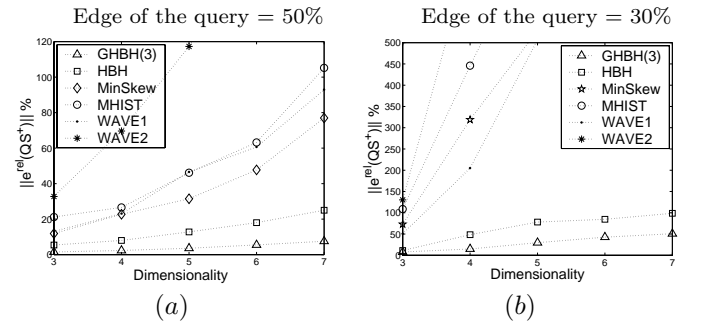 Edge of the query = 50%
Edge of the query = 30%
120
100
80
60
40
20
0
||e^rel(QS^+)|| %
GHBH(3)
HBH
MinSkew
MHIST
WAVE1
WAVE2
3 4 5 6 7
Dimensionality
(a)
500
450
400
350
300
250
200
150
100
50
0
||e^rel(QS^+)|| %
GHBH(3)
HBH
MinSkew
MHIST
WAVE1
WAVE2
3 4 5 6 7
Dimensionality
(b)